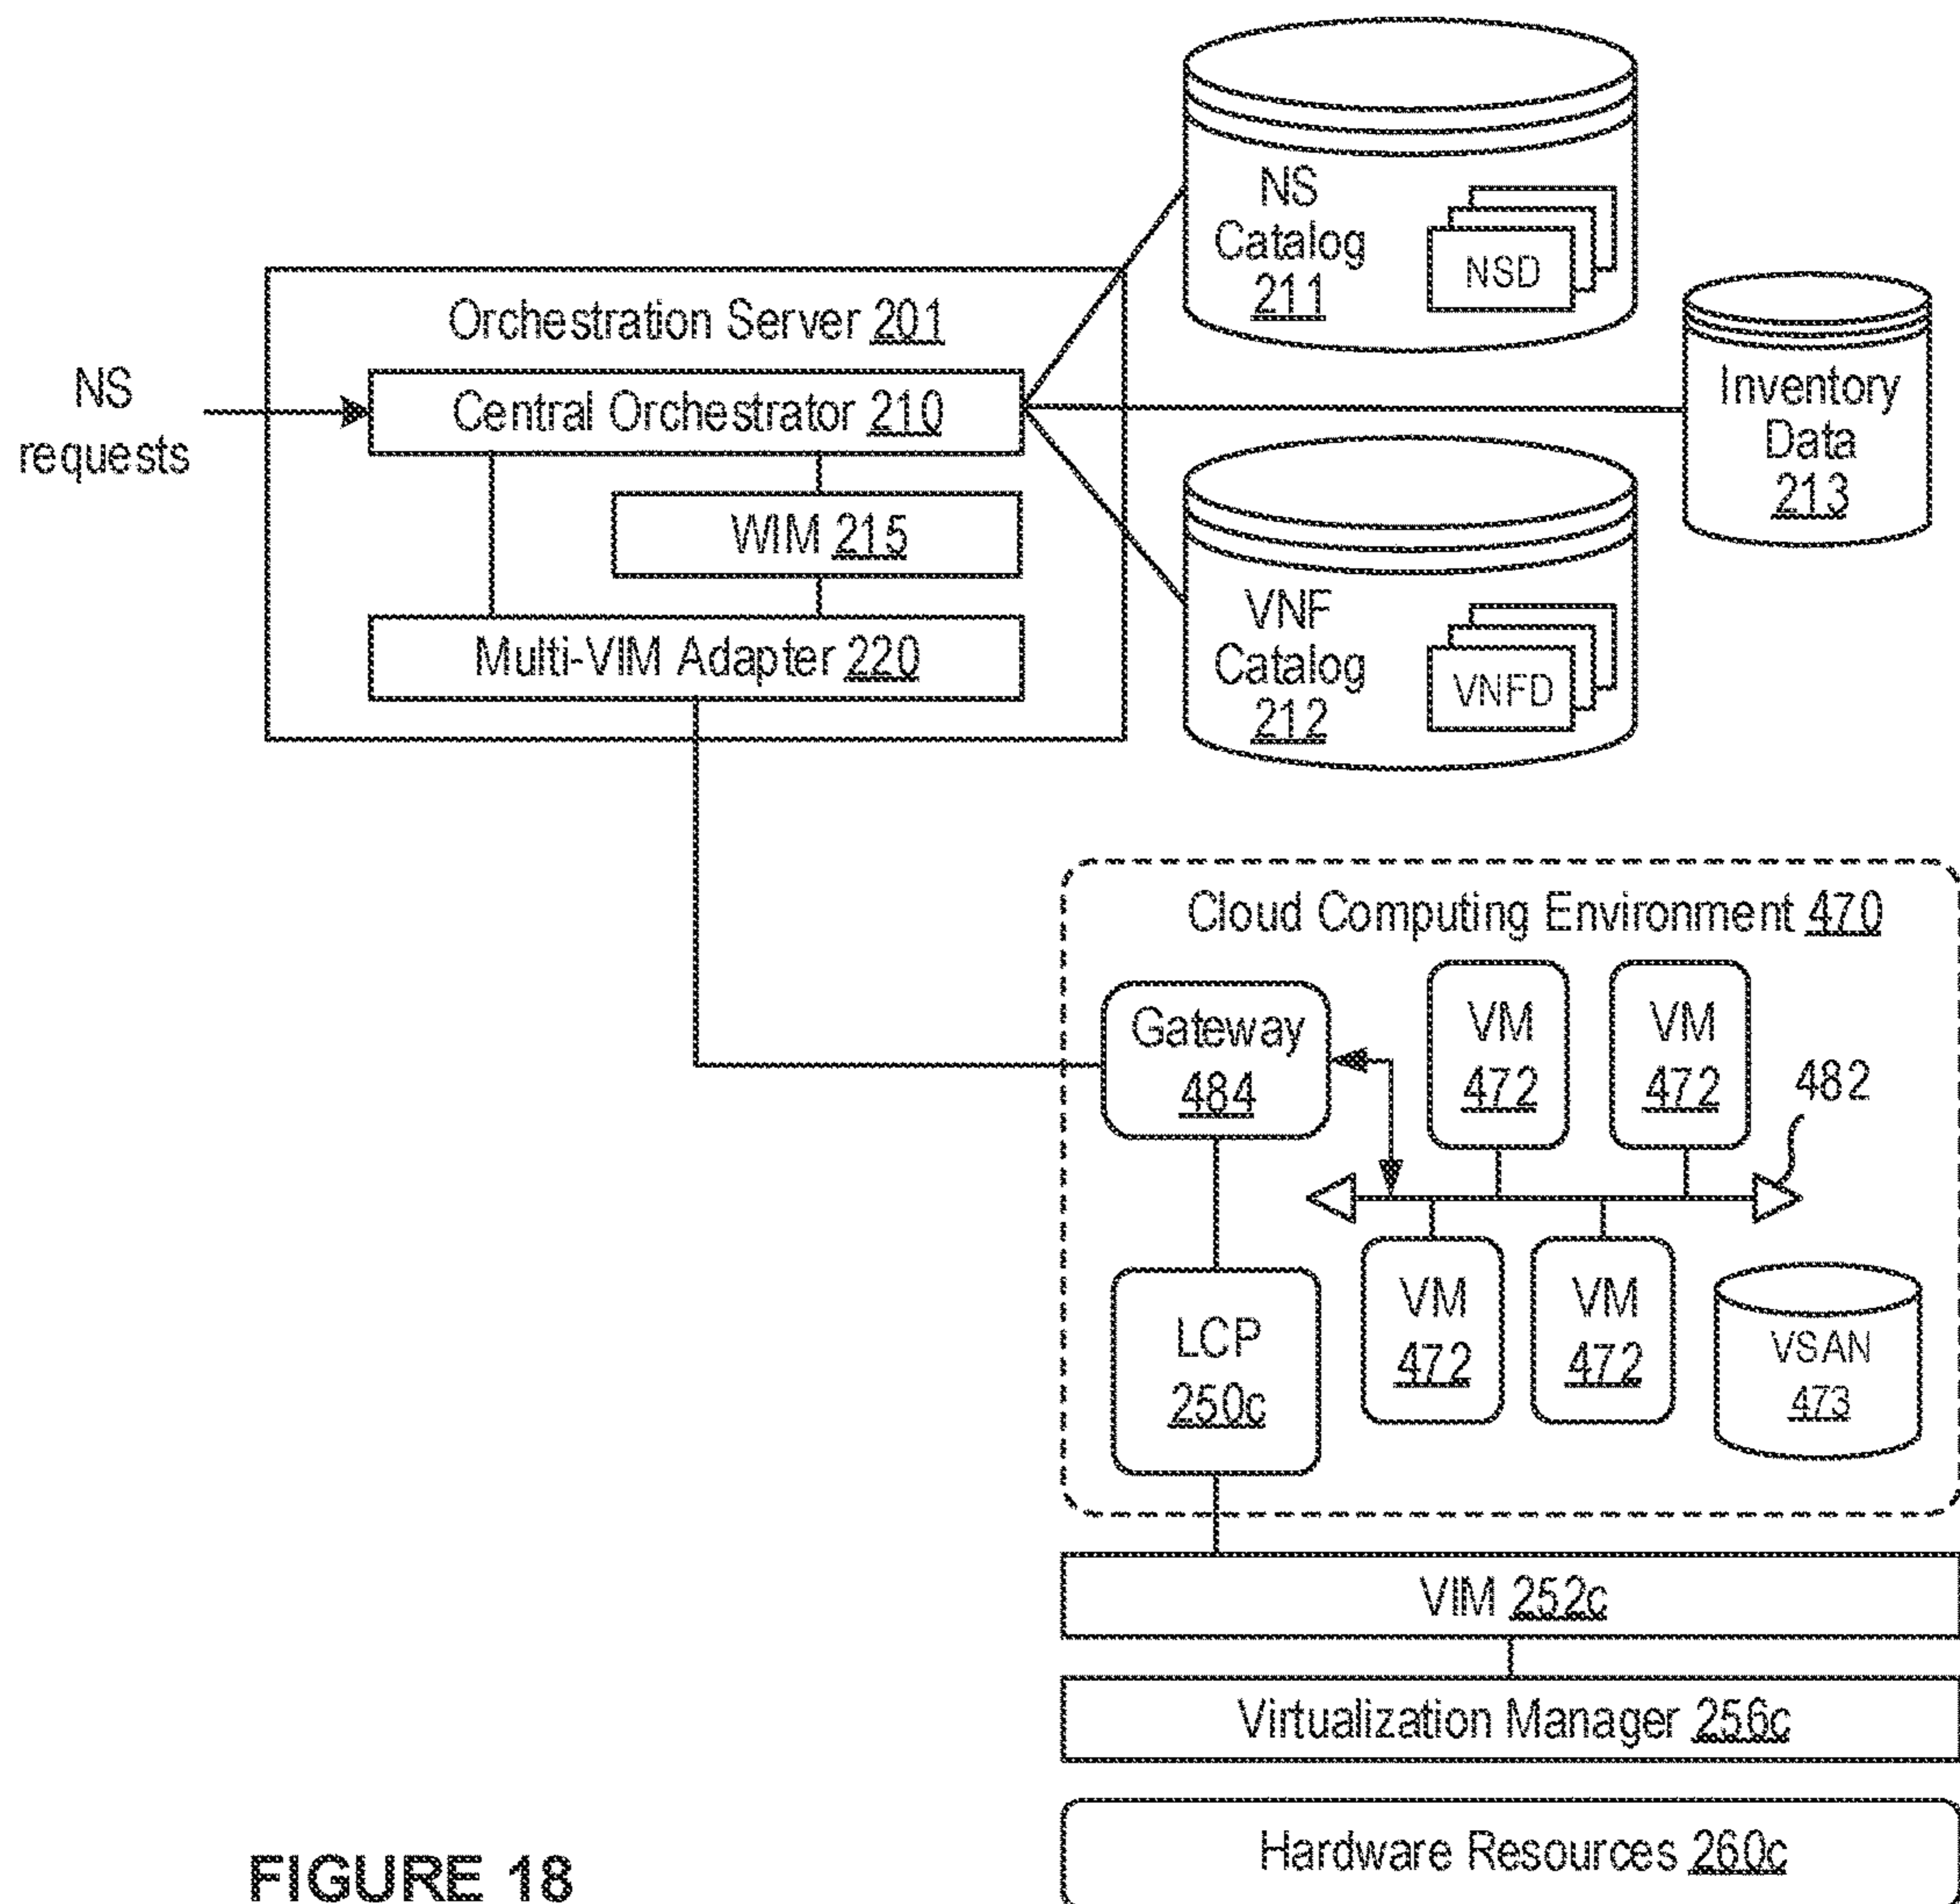 NS
Catalog
211
NSD
Orchestration Server 201
NS
requests
Central Orchestrator 210
Inventory
Data
213
WIM 215
Multi-VIM Adapter 220
VNF
Catalog
212
VNFD
Cloud Computing Environment 470
Gateway
484
VM
472
VM
472
482
LCP
250c
VM
472
VM
472
VSAN
473
VIM 252c
Virtualization Manager 256c
Hardware Resources 260c
FIGURE 18